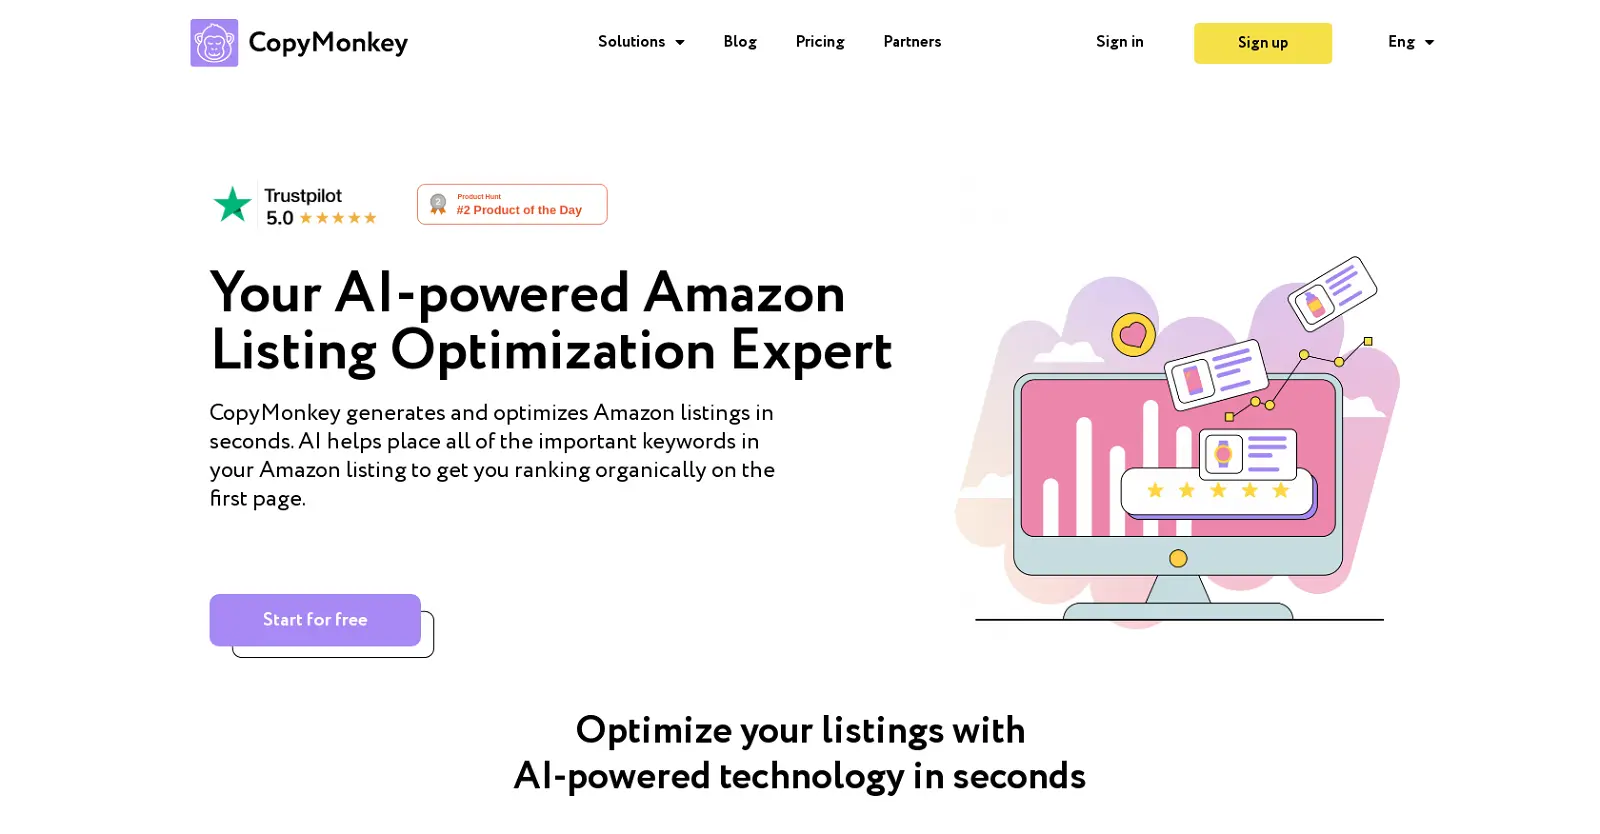 CopyMonkey
Solutions
Blog
Pricing
Partners
Sign in
Sign up
Eng
Trustpilot
5.0
2
Product Hunt
#2 Product of the Day
Your AI-powered Amazon
Listing Optimization Expert
CopyMonkey generates and optimizes Amazon listings in
seconds. AI helps place all of the important keywords in
your Amazon listing to get you ranking organically on the
first page.
Start for free
Optimize your listings with
AI-powered technology in seconds